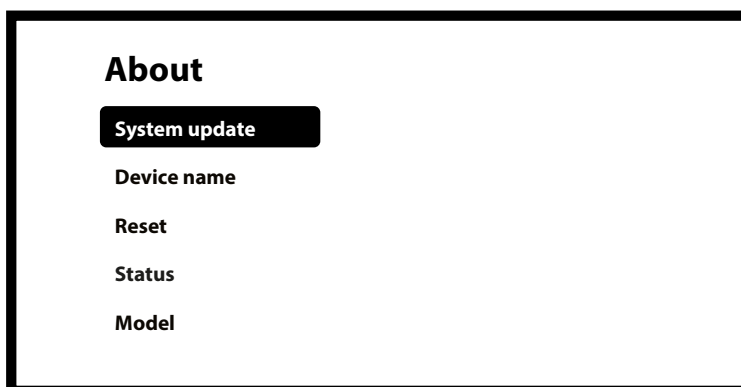 About
System update
Device name
Reset
Status
Model